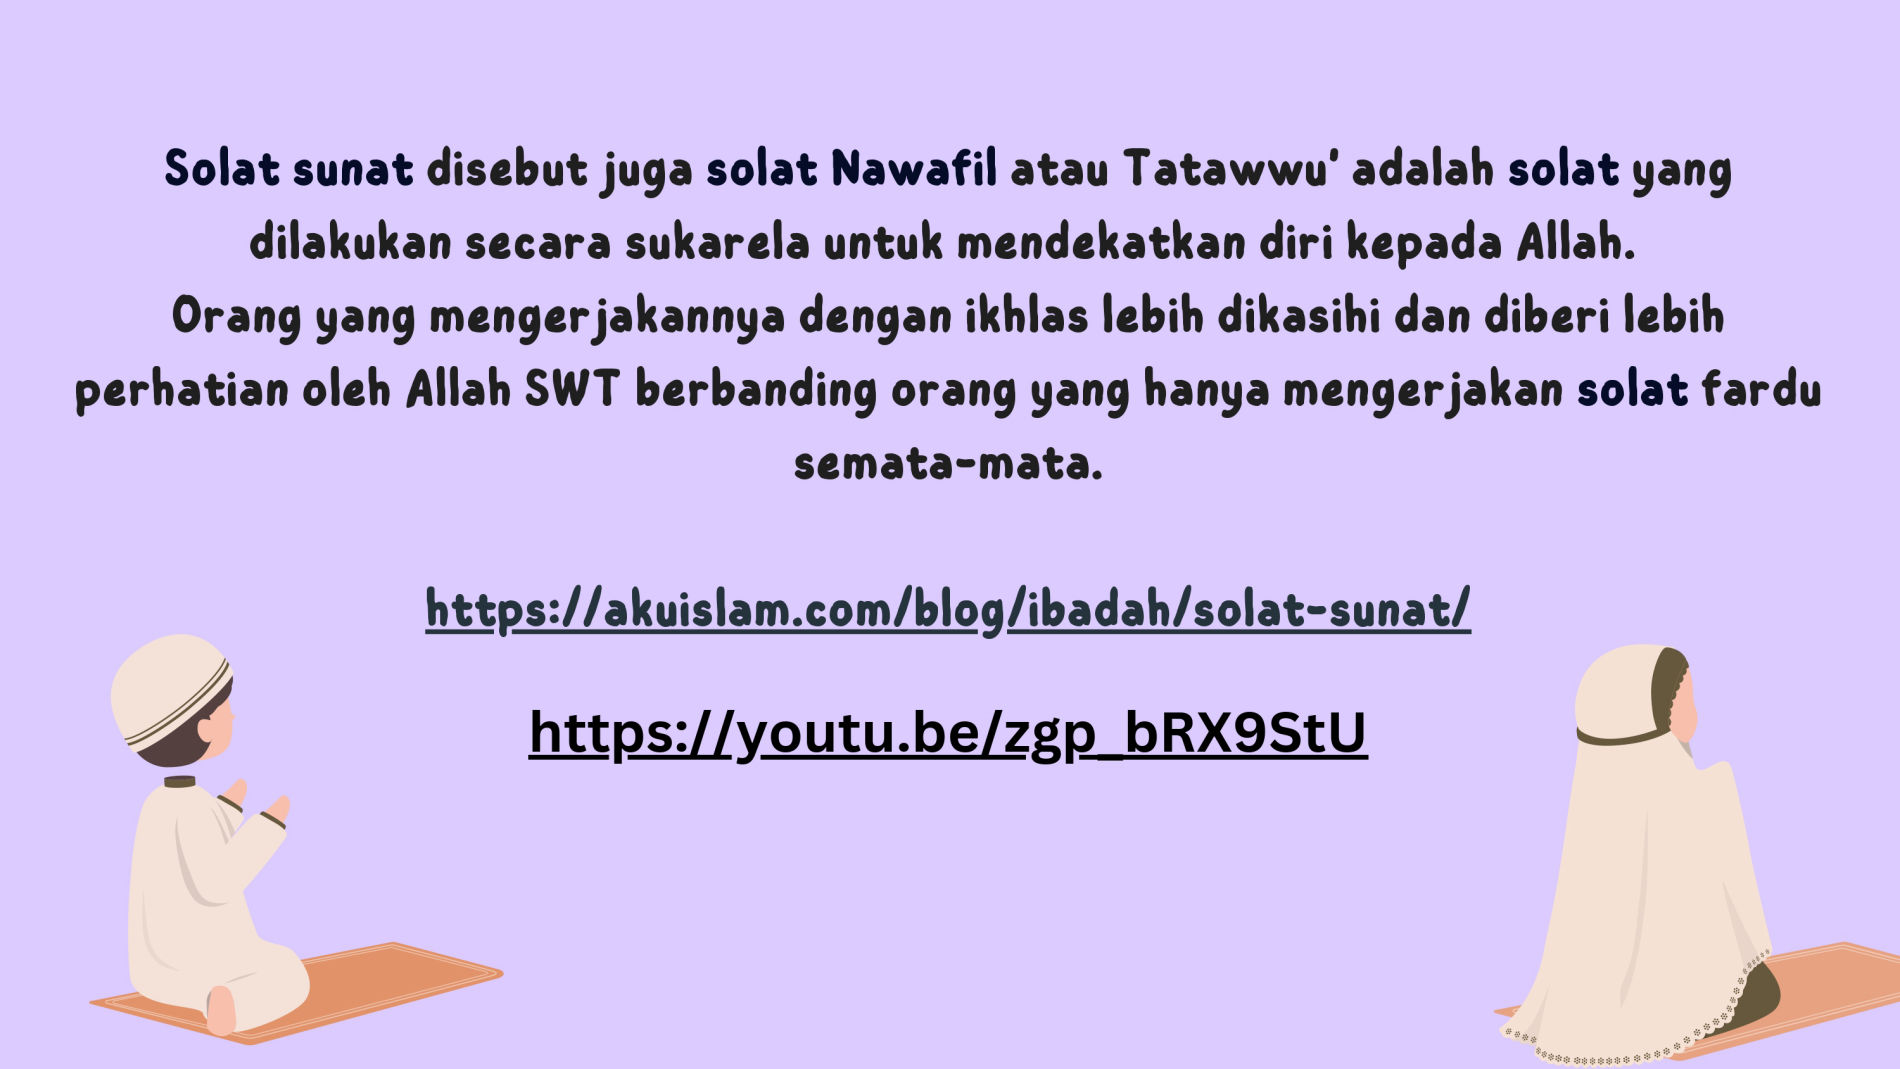 Solat sunat disebut juga solat Nawafil atau Tatawwu' adalah solat yang
dilakukan secara sukarela untuk mendekatkan diri kepada Allah.
Orang yang mengerjakannya dengan ikhlas lebih dikasihi dan diberi lebih
perhatian oleh Allah SWT berbanding orang yang hanya mengerjakan solat fardu
semata-mata.
https://akuislam.com/blog/ibadah/solat-sunat/
https://youtu.be/zgp_bRX9StU